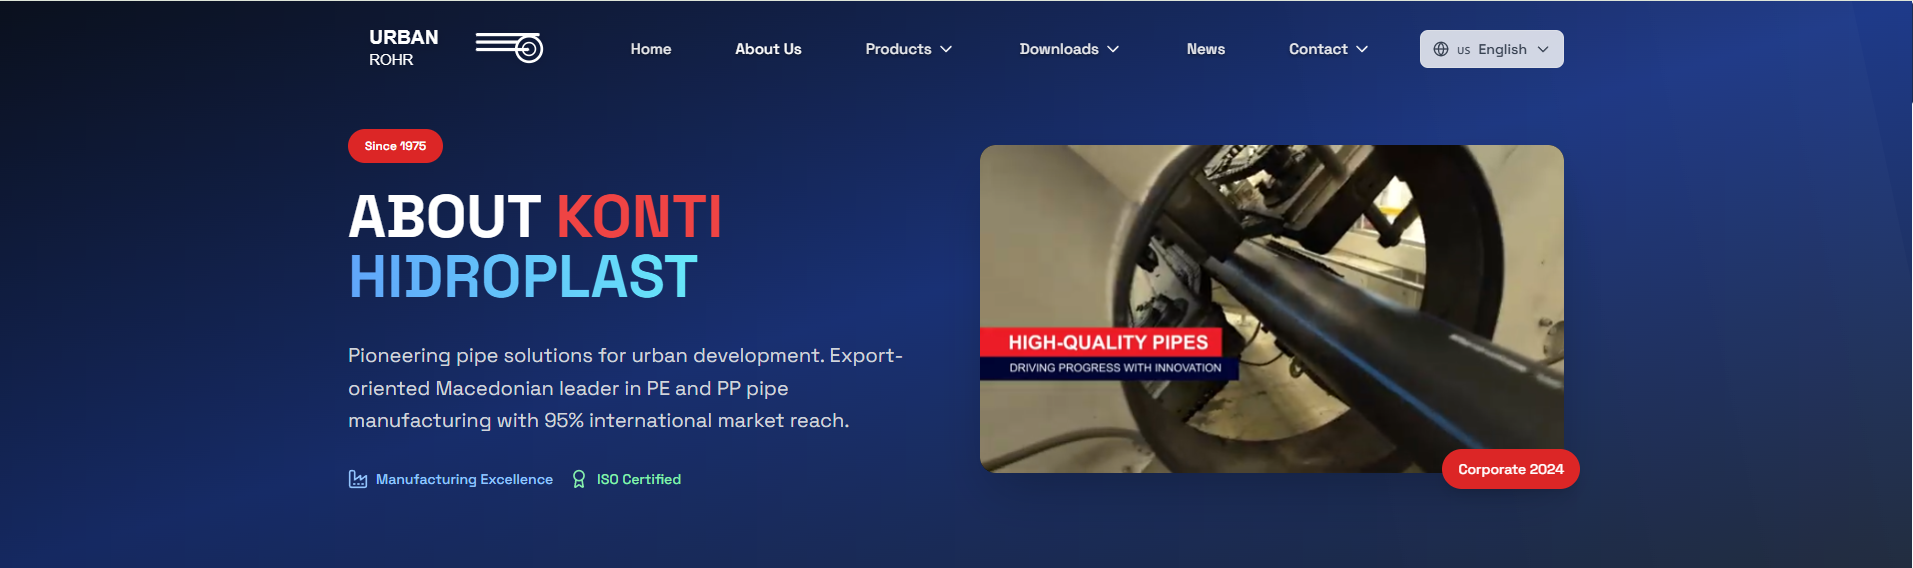 URBAN
ROHR
Home
About Us
Products
Downloads
News
Contact
US English
Since 1975
ABOUT KONTI
HIDROPLAST
Pioneering pipe solutions for urban development. Export-
oriented Macedonian leader in PE and PP pipe
manufacturing with 95% international market reach.
Manufacturing Excellence
ISO Certified
HIGH-QUALITY PIPES
DRIVING PROGRESS WITH INNOVATION
Corporate 2024